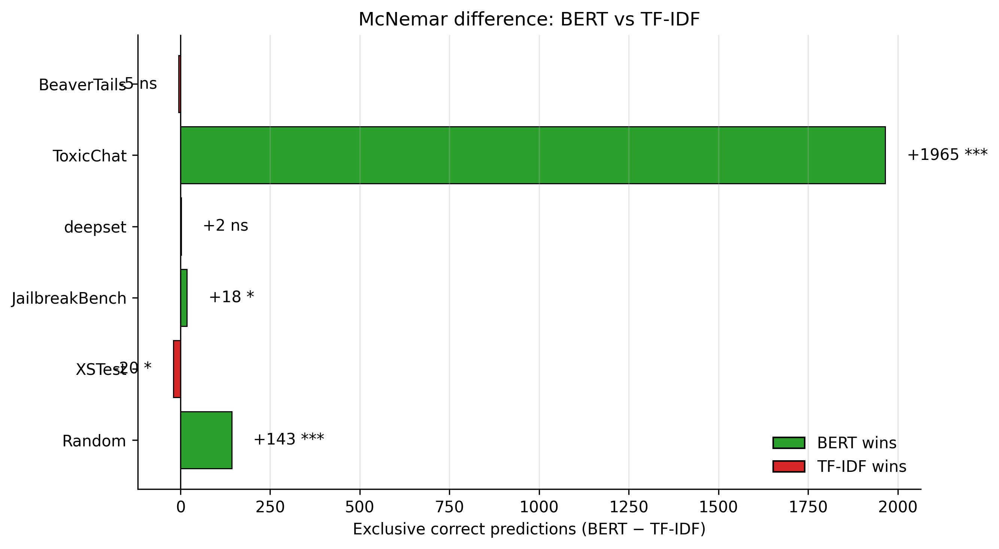 McNemar difference: BERT vs TF-IDF
BeaverTails
-5 ns
ToxicChat
+1965 ***
deepset
+2 ns
JailbreakBench
+18 *
XSTest
-20 *
Random
+143 ***
BERT wins
TF-IDF wins
0 250 500 750 1000 1250 1500 1750 2000
Exclusive correct predictions (BERT − TF-IDF)